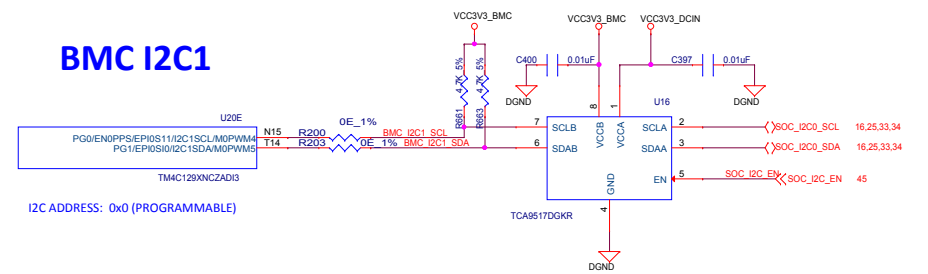 BMC I2C1
VCC3V3_BMC
VCC3V3_BMC
VCC3V3_DCIN
C400
0.01uF
C397
0.01uF
DGND
DGND
4.7K 5%
4.7K 5%
R661
R663
U20E
PG0/EN0PPS/EPI0S11/I2C1SCL/M0PWM4
PG1/EPI0SI0/I2C1SDA/M0PWM5
TM4C129XNCZADI3
N15
T14
R200
R203
0E_1%
0E_1%
BMC_I2C1_SCL
BMC_I2C1_SDA
U16
8
1
7
6
SCLB
SDAB
VCCB
VCCA
GND
SCLA
SDAA
EN
2
3
5
4
SOC_I2C0_SCL 16,25,33,34
SOC_I2C0_SDA 16,25,33,34
SOC_I2C_EN
SOC_I2C_EN 45
TCA9517DGKR
DGND
I2C ADDRESS: 0x0 (PROGRAMMABLE)